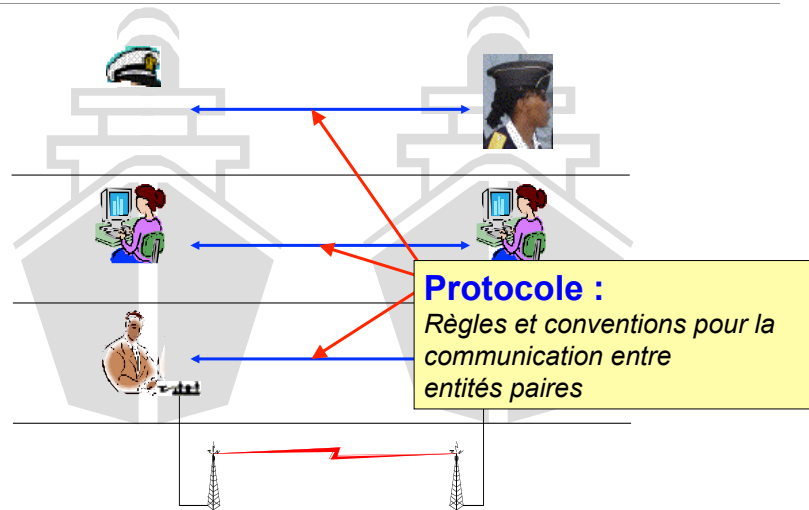 Protocole :
Règles et conventions pour la
communication entre
entités paires